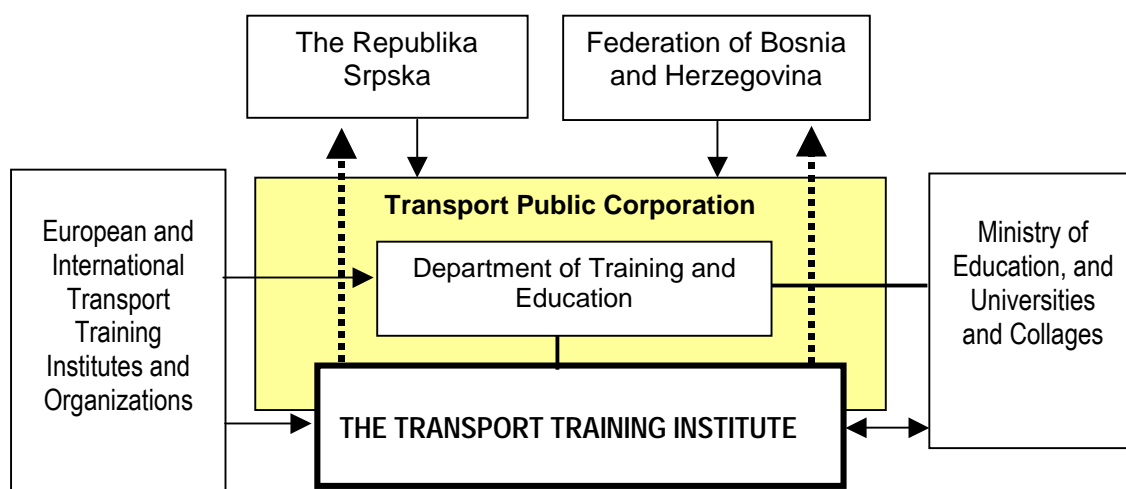 The Republika
Srpska
Federation of Bosnia
and Herzegovina
Transport Public Corporation
European and
International
Transport
Training
Institutes and
Organizations
Department of Training and
Education
Ministry of
Education, and
Universities
and Collages
THE TRANSPORT TRAINING INSTITUTE